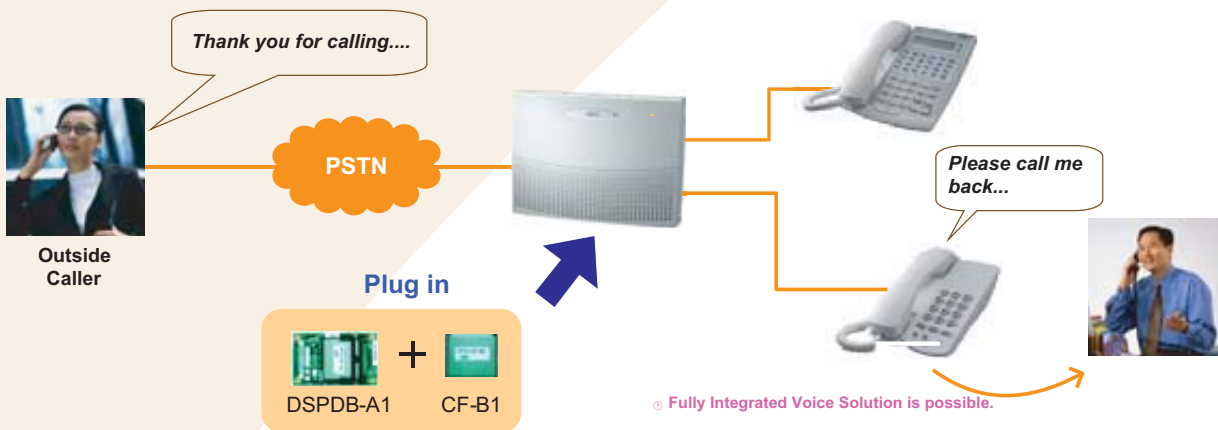 Thank you for calling....
PSTN
Please call me
back...
Outside
Caller
Plug in
DSPDB-A1
+
CF-B1
Fully Integrated Voice Solution is possible.